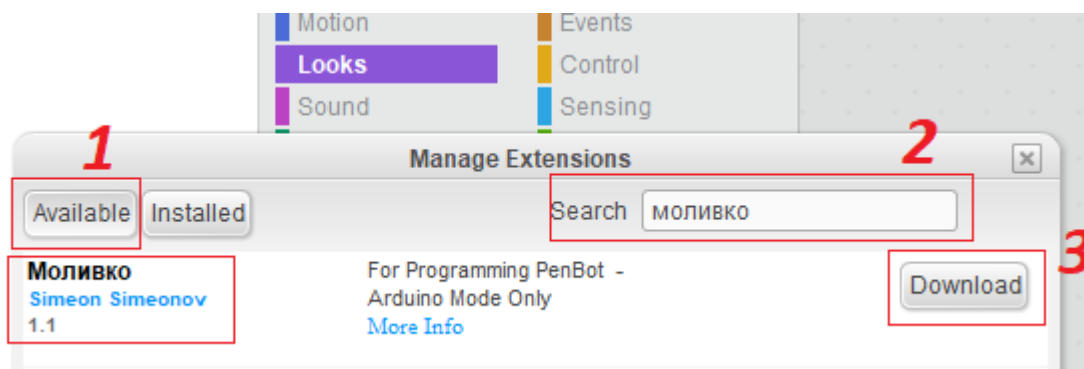 Motion
Events
Looks
Control
Sound
Sensing
1
2
Manage Extensions
Available
Installed
Search
моливко
3
Моливко
Simeon Simeonov
1.1
For Programming PenBot -
Arduino Mode Only
More Info
Download